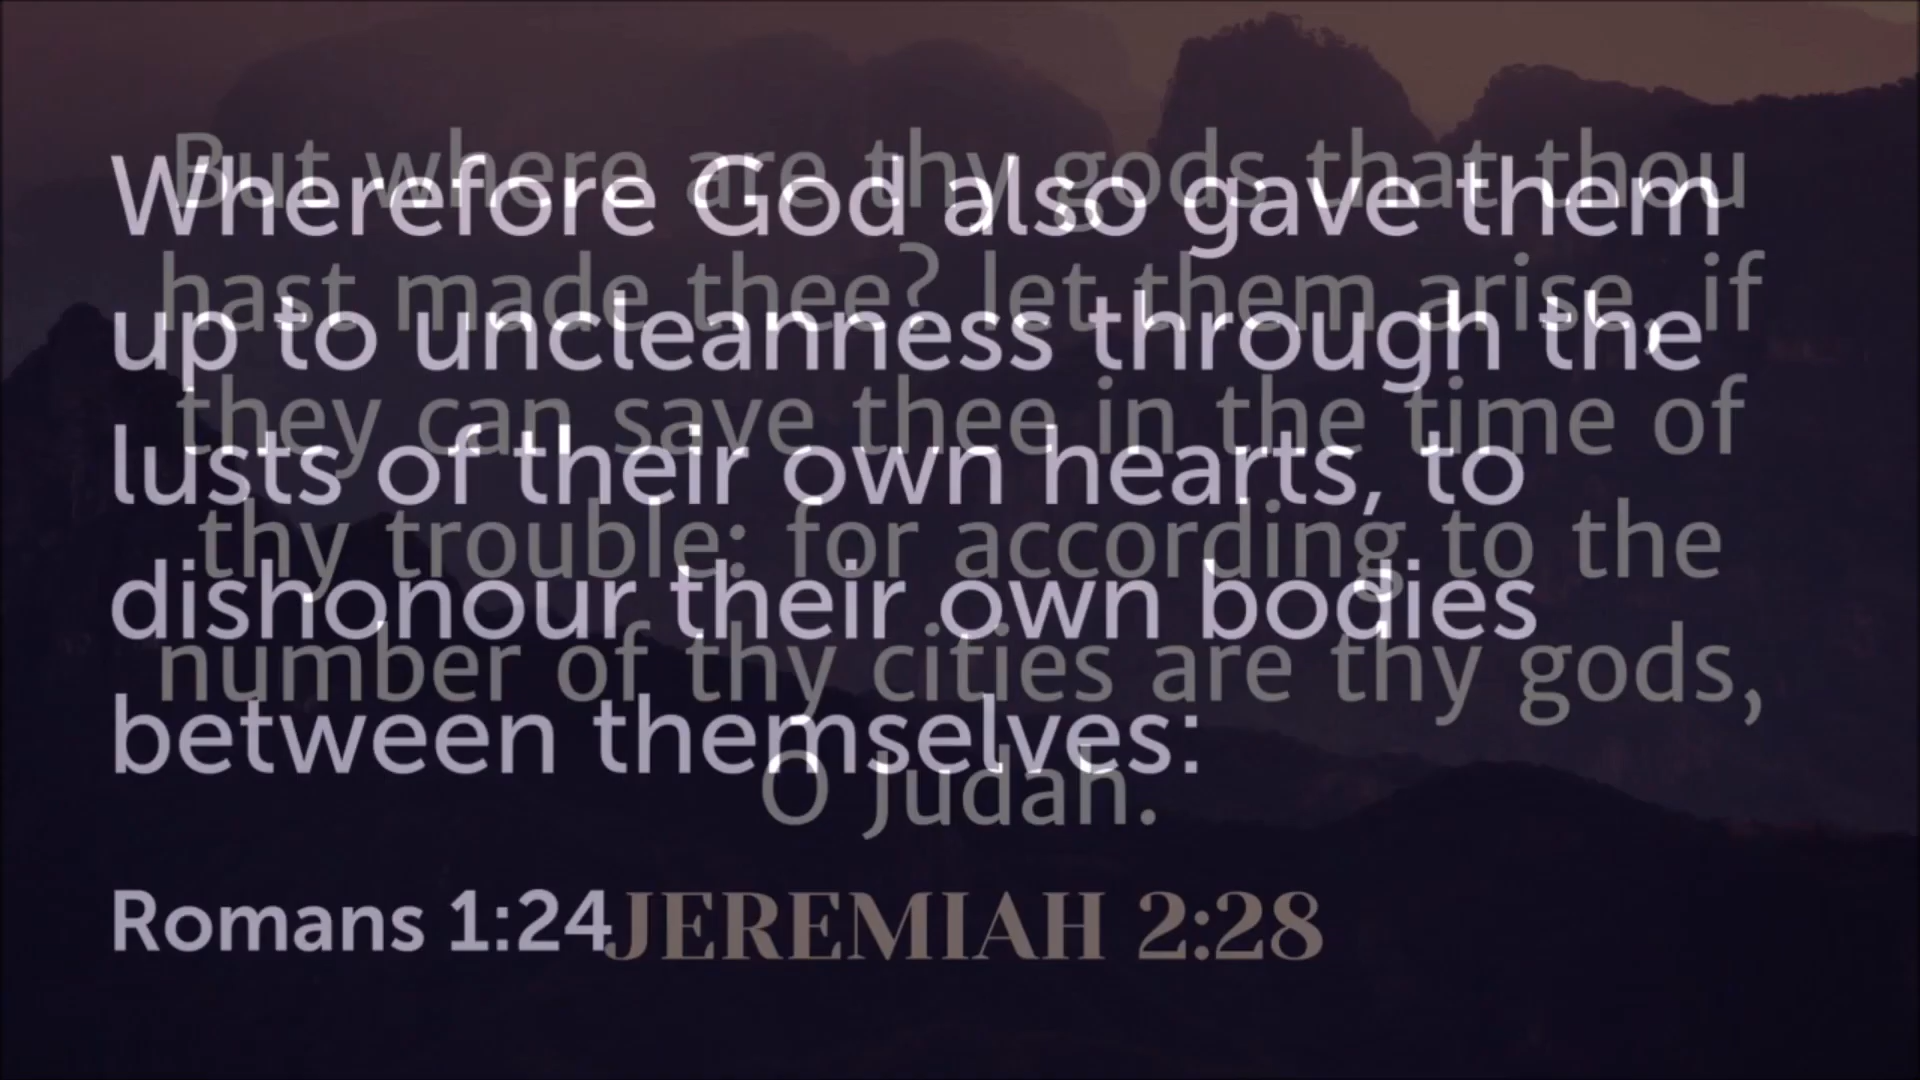 Wherefore God also gave them
up to uncleanness through the
lusts of their own hearts, to
dishonour their own bodies
between themselves:
Romans 1:24
But where are thy gods that thou
hast made thee? let them arise, if
they can save thee in the time of
thy trouble: for according to the
number of thy cities are thy gods,
O Judah.
JEREMIAH 2:28